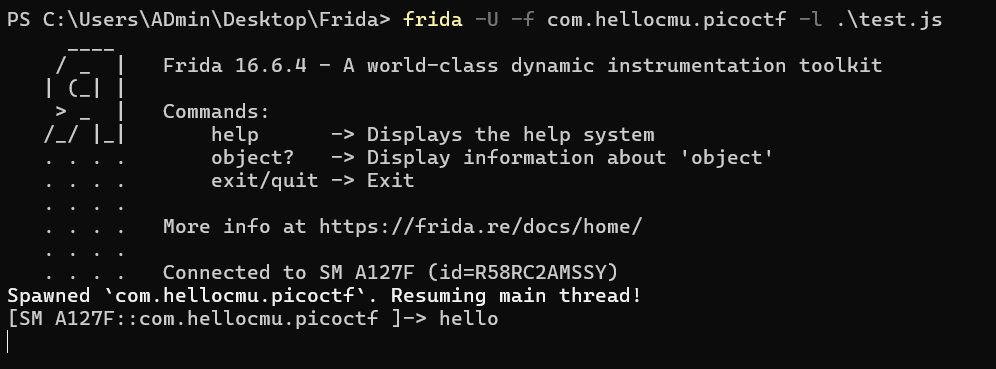 PS C:\Users\ADmin\Desktop\Frida> frida -U -f com.hellocmu.picoctf -l .\test.js
     ____
    / _  |   Frida 16.6.4 - A world-class dynamic instrumentation toolkit
   | (_| |
    > _  |   Commands:
   /_/ |_|       help      -> Displays the help system
   . . . .       object?   -> Display information about 'object'
   . . . .       exit/quit -> Exit
   . . . .
   . . . .   More info at https://frida.re/docs/home/
   . . . .
   . . . .   Connected to SM A127F (id=R58RC2AMSSY)
Spawned `com.hellocmu.picoctf`. Resuming main thread!
[SM A127F::com.hellocmu.picoctf ]-> hello